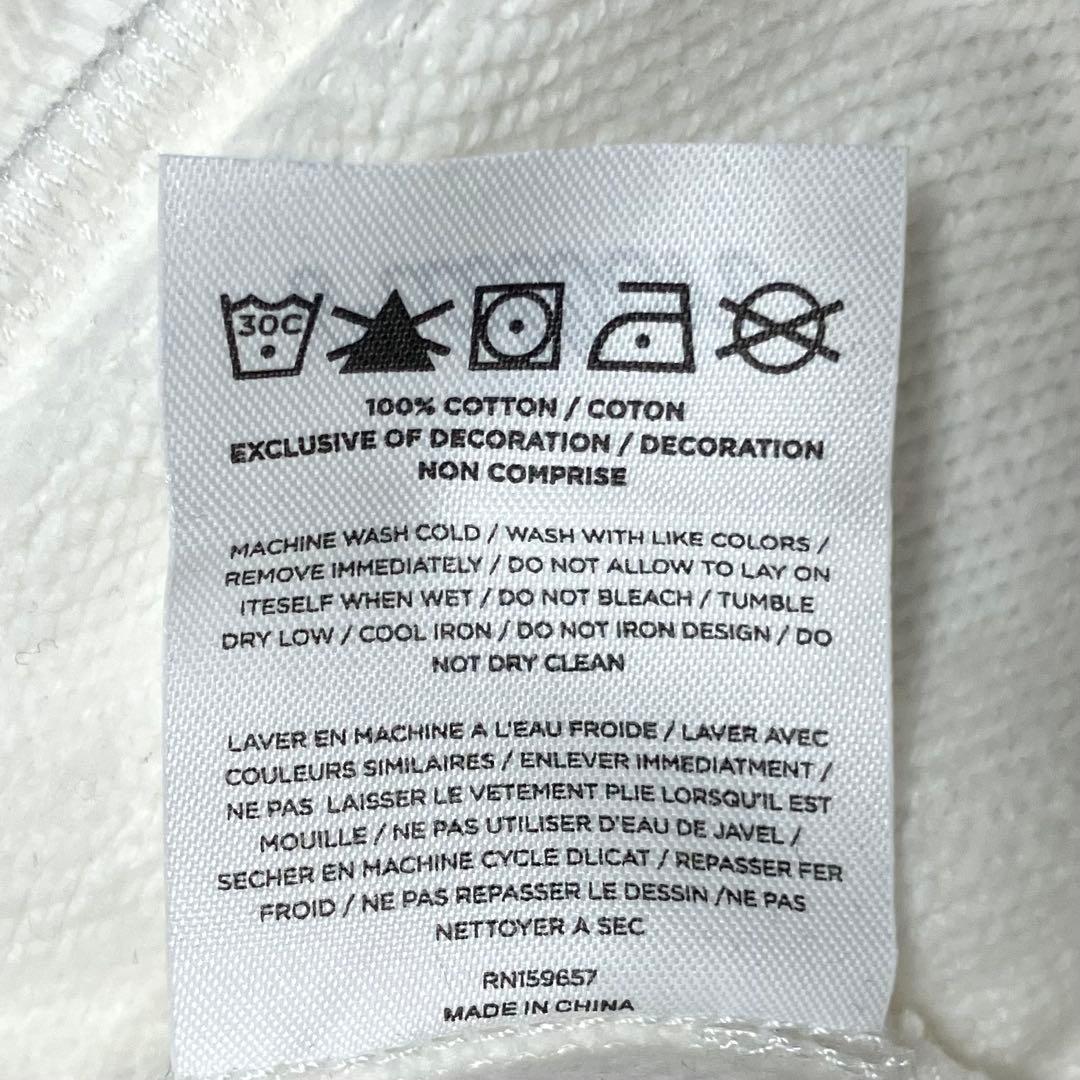 30C
100% COTTON / COTON
EXCLUSIVE OF DECORATION / DECORATION
NON COMPRISE
MACHINE WASH COLD / WASH WITH LIKE COLORS /
REMOVE IMMEDIATELY / DO NOT ALLOW TO LAY ON
ITESELF WHEN WET / DO NOT BLEACH / TUMBLE
DRY LOW / COOL IRON / DO NOT IRON DESIGN / DO
NOT DRY CLEAN
LAVER EN MACHINE A L'EAU FROIDE / LAVER AVEC
COULEURS SIMILAIRES / ENLEVER IMMEDIATMENT /
NE PAS LAISSER LE VETEMENT PLIE LORSQU'IL EST
MOUILLE / NE PAS UTILISER D'EAU DE JAVEL /
SECHER EN MACHINE CYCLE DLICAT / REPASSER FER
FROID / NE PAS REPASSER LE DESSIN /NE PAS
NETTOYER A SEC
RN159657
MADE IN CHINA